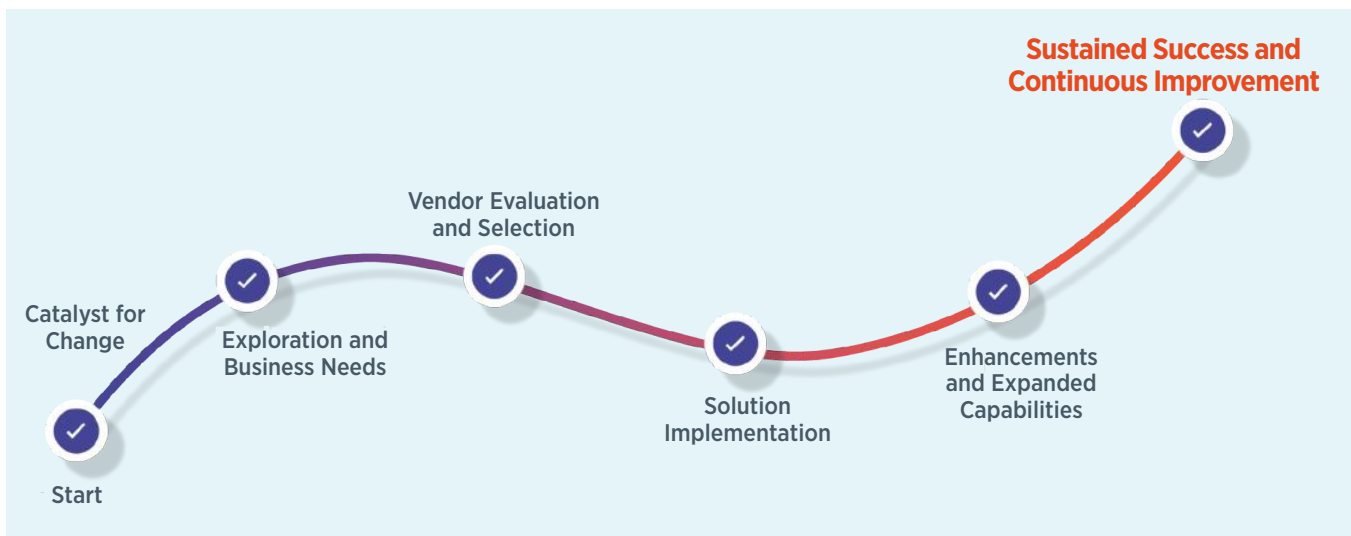 Start
Catalyst for
Change
Exploration and
Business Needs
Vendor Evaluation
and Selection
Solution
Implementation
Enhancements
and Expanded
Capabilities
Sustained Success and
Continuous Improvement